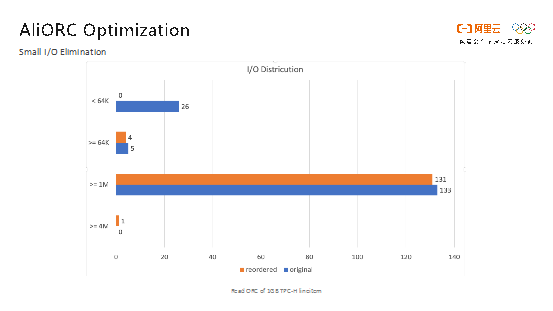 AliORC Optimization
阿里云
Small I/O Elimination
I/O Districution
< 64K
0
26
>= 64K
4
5
>= 1M
131
133
>= 4M
1
0
0 20 40 60 80 100 120 140
reordered original
Read ORC of 1GB TPC-H lineitem